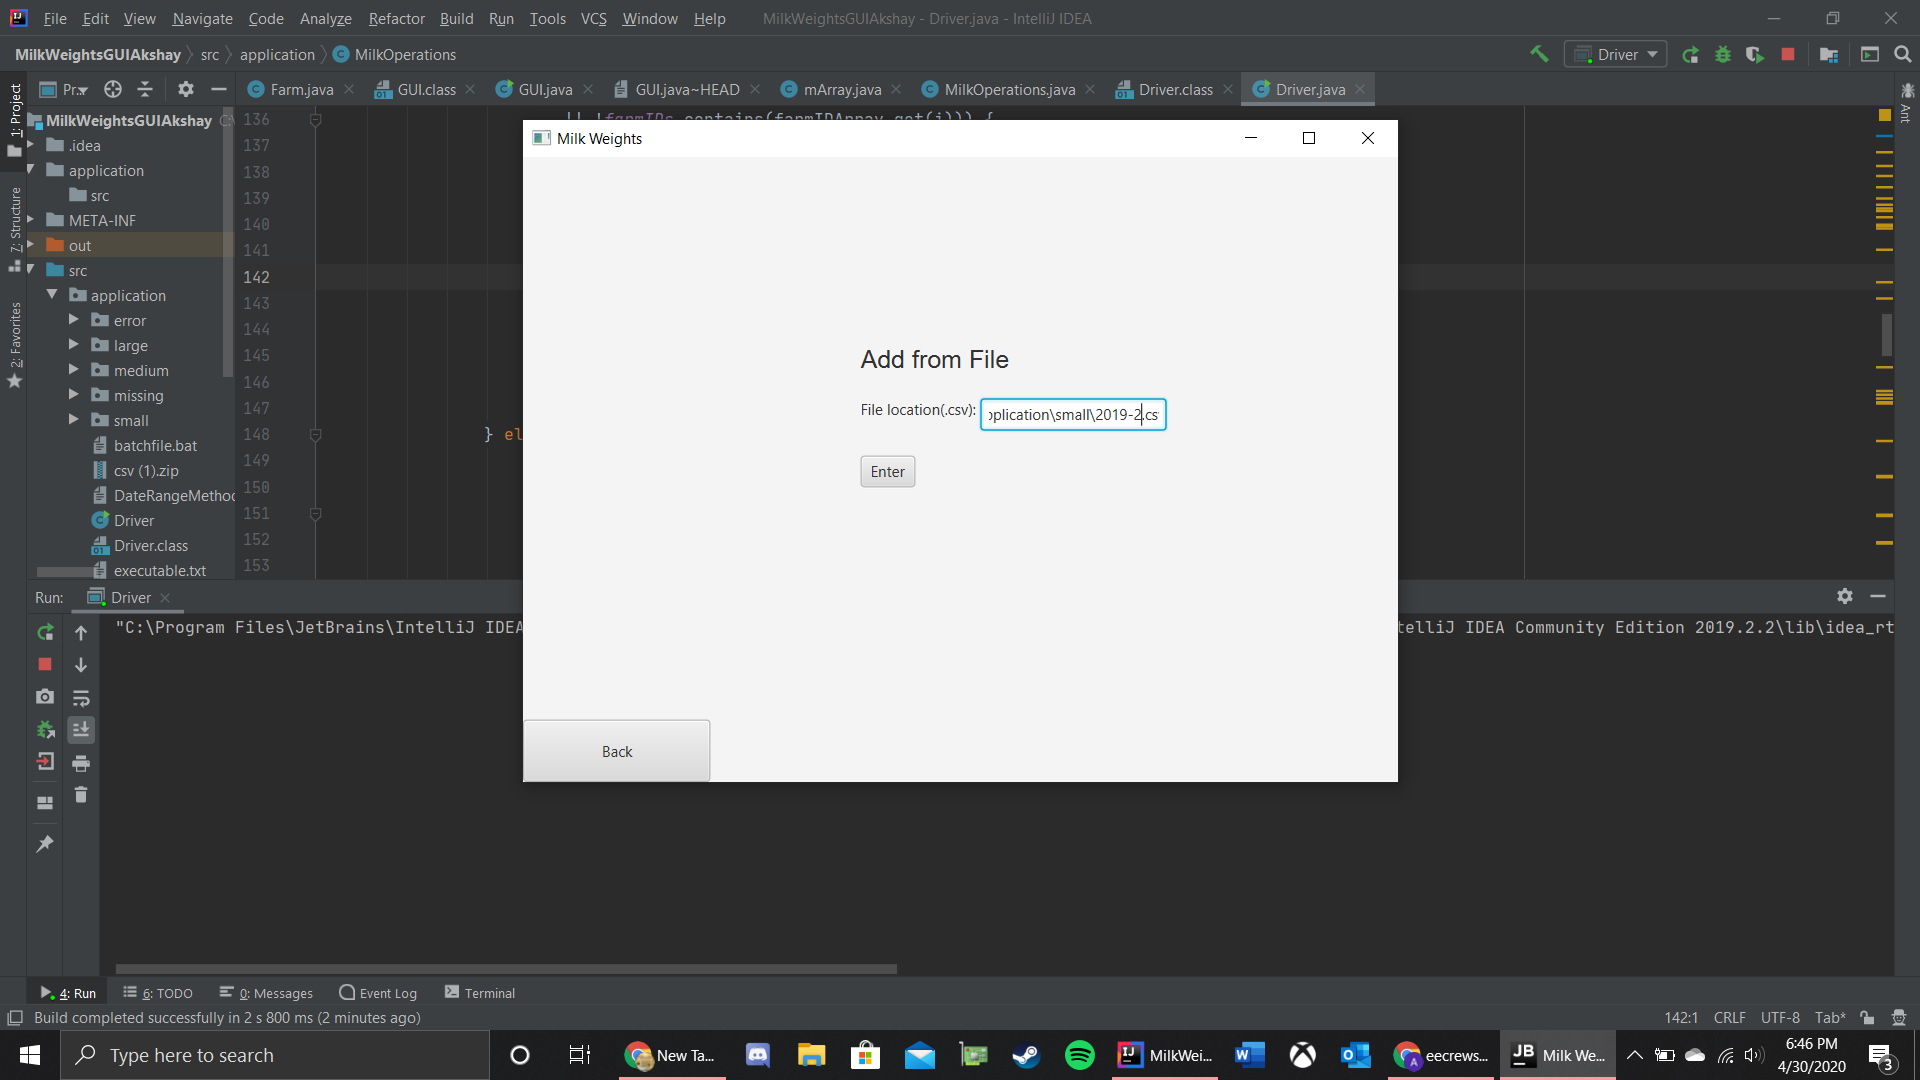 File Edit View Navigate Code Analyze Refactor Build Run Tools VCS Window Help MilkWeightsGUIAkshay - Driver.java - IntelliJ IDEA
MilkWeightsGUIAkshay src application MilkOperations Driver
Farm.java GUI.class GUI.java GUI.java~HEAD mArray.java MilkOperations.java Driver.class Driver.java
1: Project
7: Structure
2: Favorites
Ant
MilkWeightsGUIAkshay
.idea
application
src
META-INF
out
src
application
error
large
medium
missing
small
batchfile.bat
csv (1).zip
DateRangeMethod
Driver
Driver.class
executable.txt
136 || !farmIDs.contains(farmIDArray.get(i))) {
137
138
139
140
141
142
143
144
145
146
147
148 } el
149
150
151
152
153
Milk Weights
Add from File
File location(.csv): pplication\small\2019-2.cs
Enter
Back
Run: Driver
"C:\Program Files\JetBrains\IntelliJ IDEA
telliJ IDEA Community Edition 2019.2.2\lib\idea_rt
4: Run 6: TODO 0: Messages Event Log Terminal
Build completed successfully in 2 s 800 ms (2 minutes ago) 142:1 CRLF UTF-8 Tab*
Type here to search New Ta... MilkWei... eecrews... Milk We... 6:46 PM
4/30/2020
3